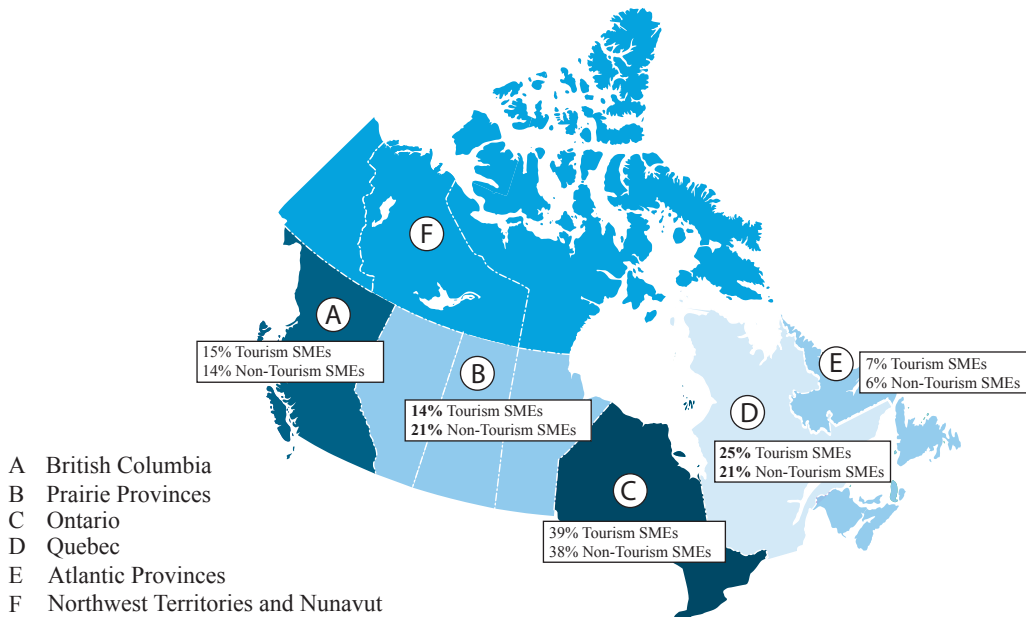 F
A
15% Tourism SMEs
14% Non-Tourism SMEs
B
14% Tourism SMEs
21% Non-Tourism SMEs
E
7% Tourism SMEs
6% Non-Tourism SMEs
D
25% Tourism SMEs
21% Non-Tourism SMEs
C
39% Tourism SMEs
38% Non-Tourism SMEs
A British Columbia
B Prairie Provinces
C Ontario
D Quebec
E Atlantic Provinces
F Northwest Territories and Nunavut